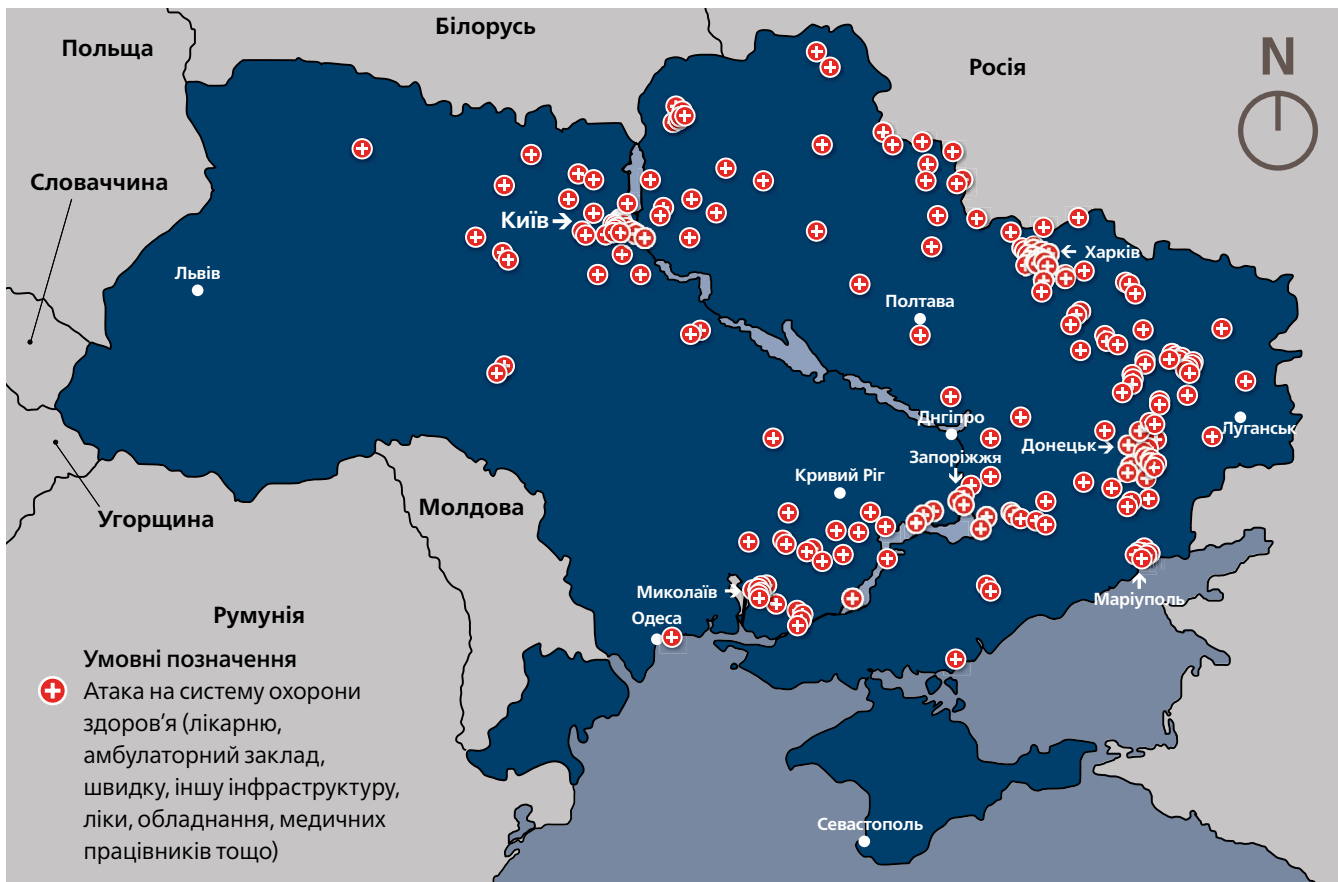 Білорусь
Польща
Росія
N
Словаччина
Київ
Харків
Львів
Полтава
Днгіпро
Луганськ
Донецьк
Запоріжжя
Кривий Ріг
Молдова
Угорщина
Миколаїв
Маріуполь
Одеса
Румунія
Умовні позначення
Атака на систему охорони
здоров’я (лікарню,
амбулаторний заклад,
швидку, іншу інфраструктуру,
ліки, обладнання, медичних
працівників тощо)
Севастополь